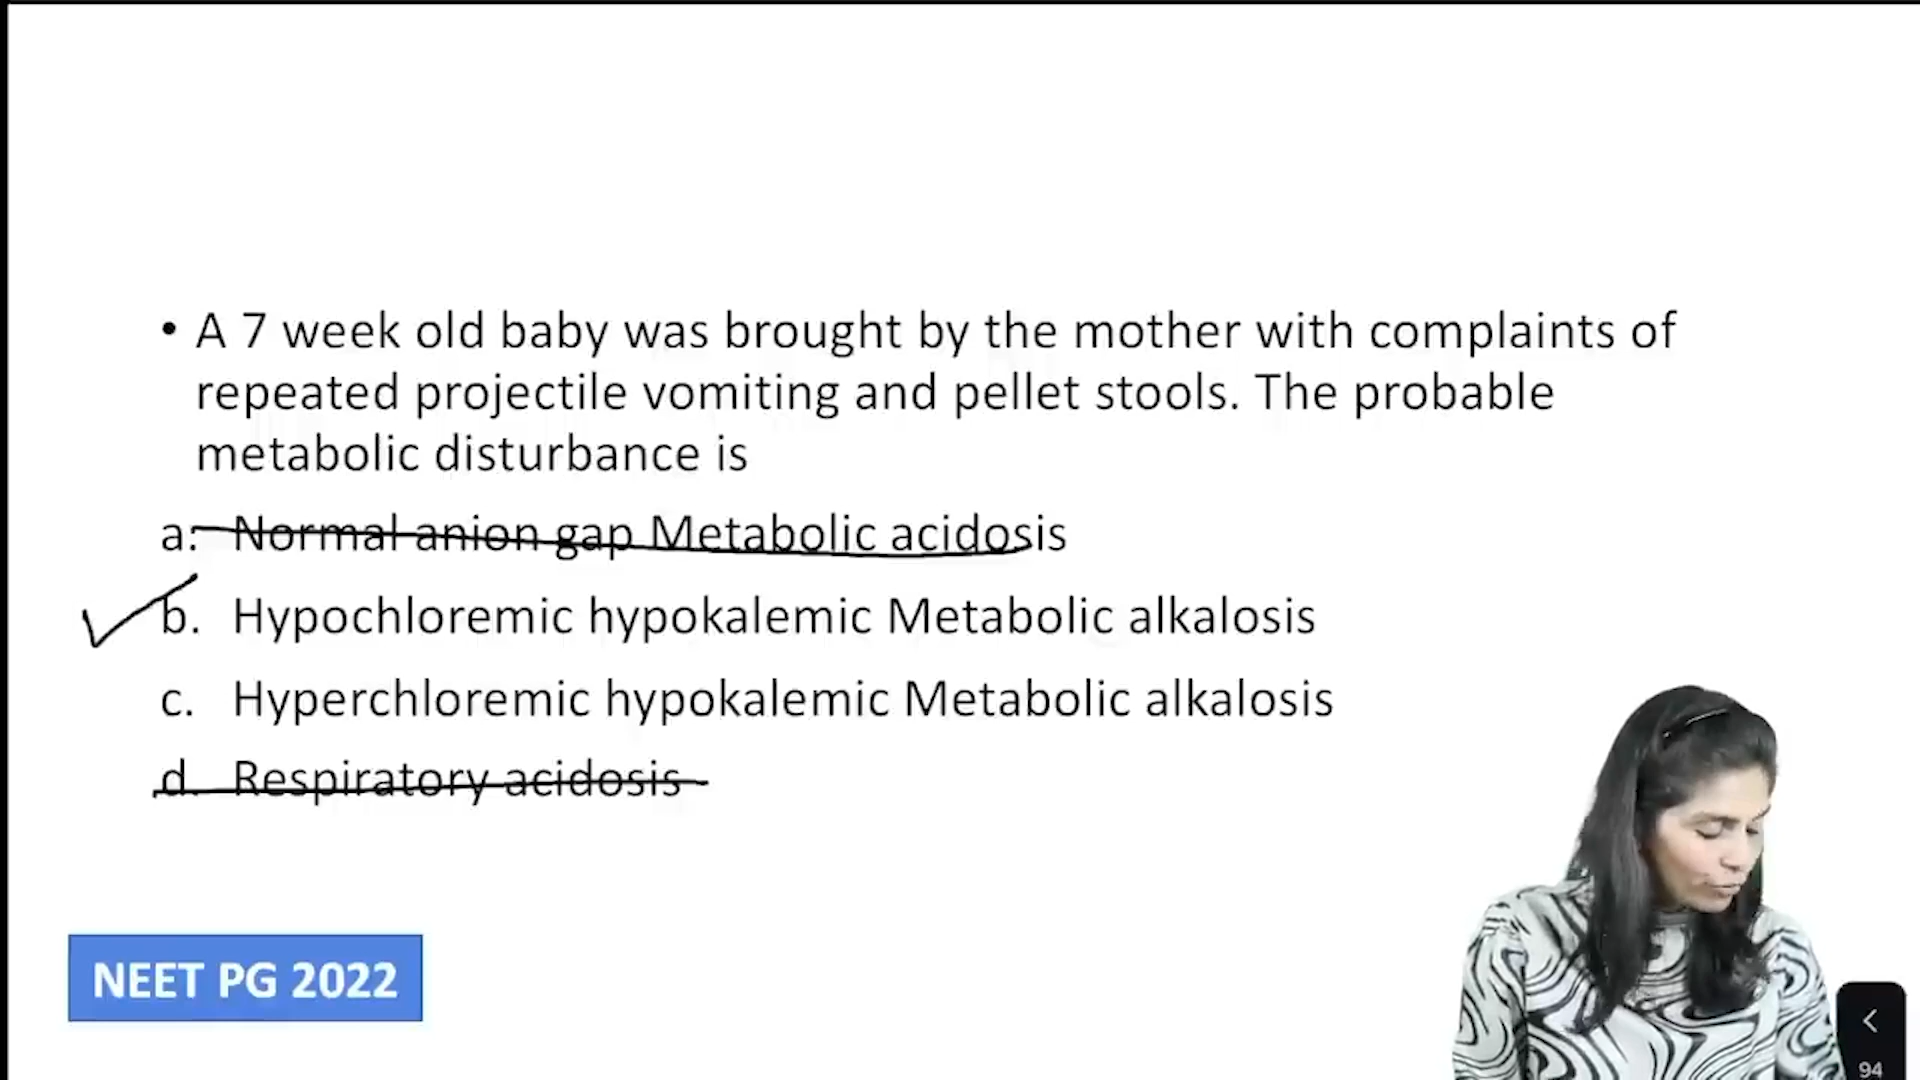 • A 7 week old baby was brought by the mother with complaints of
repeated projectile vomiting and pellet stools. The probable
metabolic disturbance is
a. Normal anion gap Metabolic acidosis
b. Hypochloremic hypokalemic Metabolic alkalosis
c. Hyperchloremic hypokalemic Metabolic alkalosis
d. Respiratory acidosis
NEET PG 2022
94